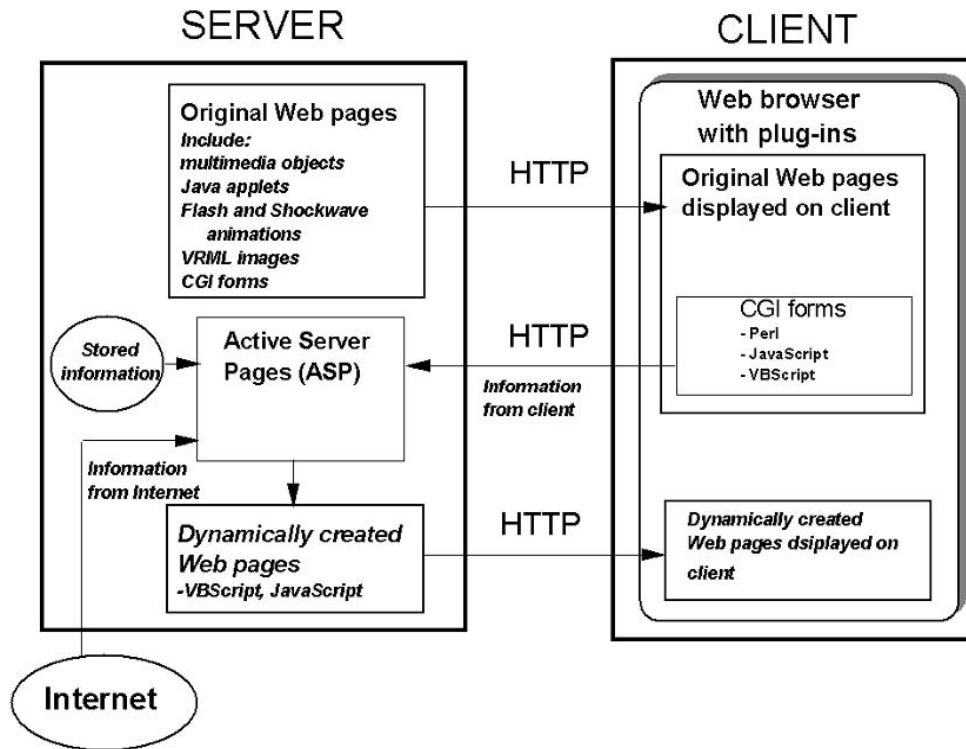 SERVER
CLIENT
Original Web pages
Include:
multimedia objects
Java applets
Flash and Shockwave
animations
VRML images
CGI forms
HTTP
Web browser
with plug-ins
Original Web pages
displayed on client
Stored
information
Active Server
Pages (ASP)
HTTP
Information
from client
CGI forms
- Perl
- JavaScript
- VBScript
Information
from Internet
Dynamically created
Web pages
-VBScript, JavaScript
HTTP
Dynamically created
Web pages dsiplayed on
client
Internet